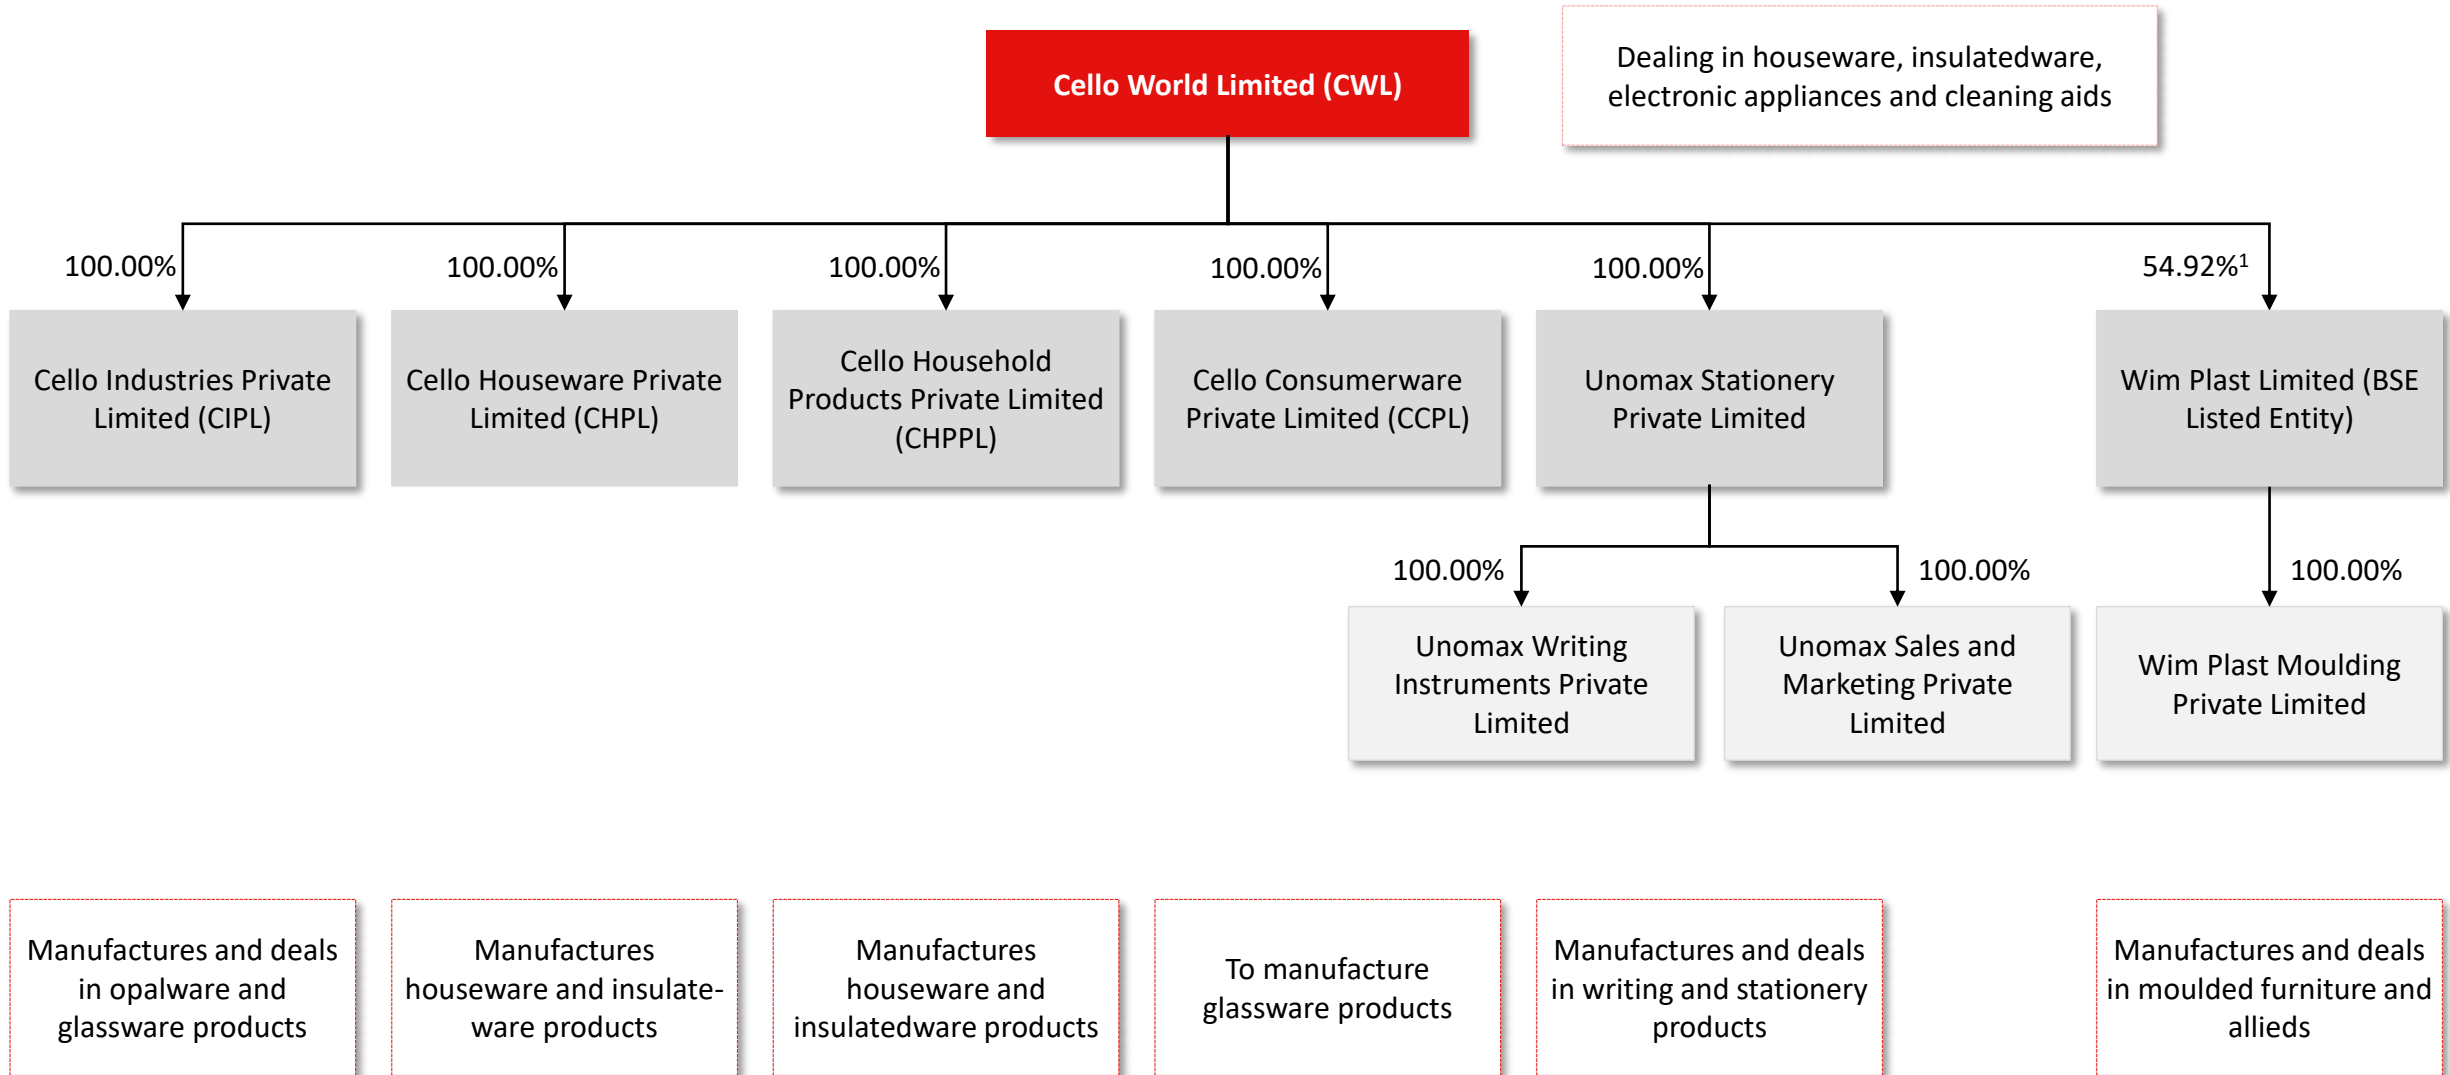 Cello World Limited (CWL)
Dealing in houseware, insulatedware,
electronic appliances and cleaning aids
100.00%
100.00%
100.00%
100.00%
100.00%
54.92%¹
Cello Industries Private
Limited (CIPL)
Cello Houseware Private
Limited (CHPL)
Cello Household
Products Private Limited
(CHPPL)
Cello Consumerware
Private Limited (CCPL)
Unomax Stationery
Private Limited
Wim Plast Limited (BSE
Listed Entity)
100.00%
100.00%
100.00%
Unomax Writing
Instruments Private
Limited
Unomax Sales and
Marketing Private
Limited
Wim Plast Moulding
Private Limited
Manufactures and deals
in opalware and
glassware products
Manufactures
houseware and insulate-
ware products
Manufactures
houseware and
insulatedware products
To manufacture
glassware products
Manufactures and deals
in writing and stationery
products
Manufactures and deals
in moulded furniture and
allieds